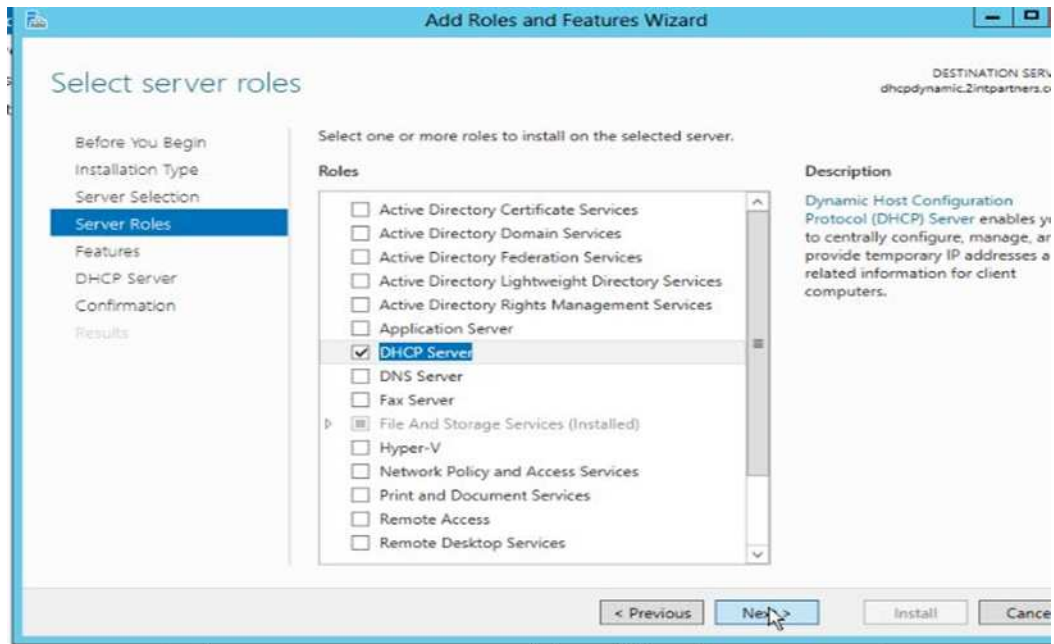 Add Roles and Features Wizard
Select server roles
DESTINATION SERV
dhcpdynamic.2intpartners.co
Before You Begin
Installation Type
Server Selection
Server Roles
Features
DHCP Server
Confirmation
Results
Select one or more roles to install on the selected server.
Roles
Active Directory Certificate Services
Active Directory Domain Services
Active Directory Federation Services
Active Directory Lightweight Directory Services
Active Directory Rights Management Services
Application Server
DHCP Server
DNS Server
Fax Server
File And Storage Services (Installed)
Hyper-V
Network Policy and Access Services
Print and Document Services
Remote Access
Remote Desktop Services
Description
Dynamic Host Configuration
Protocol (DHCP) Server enables yo
to centrally configure, manage, an
provide temporary IP addresses a
related information for client
computers.
< Previous
Next >
Install
Cance